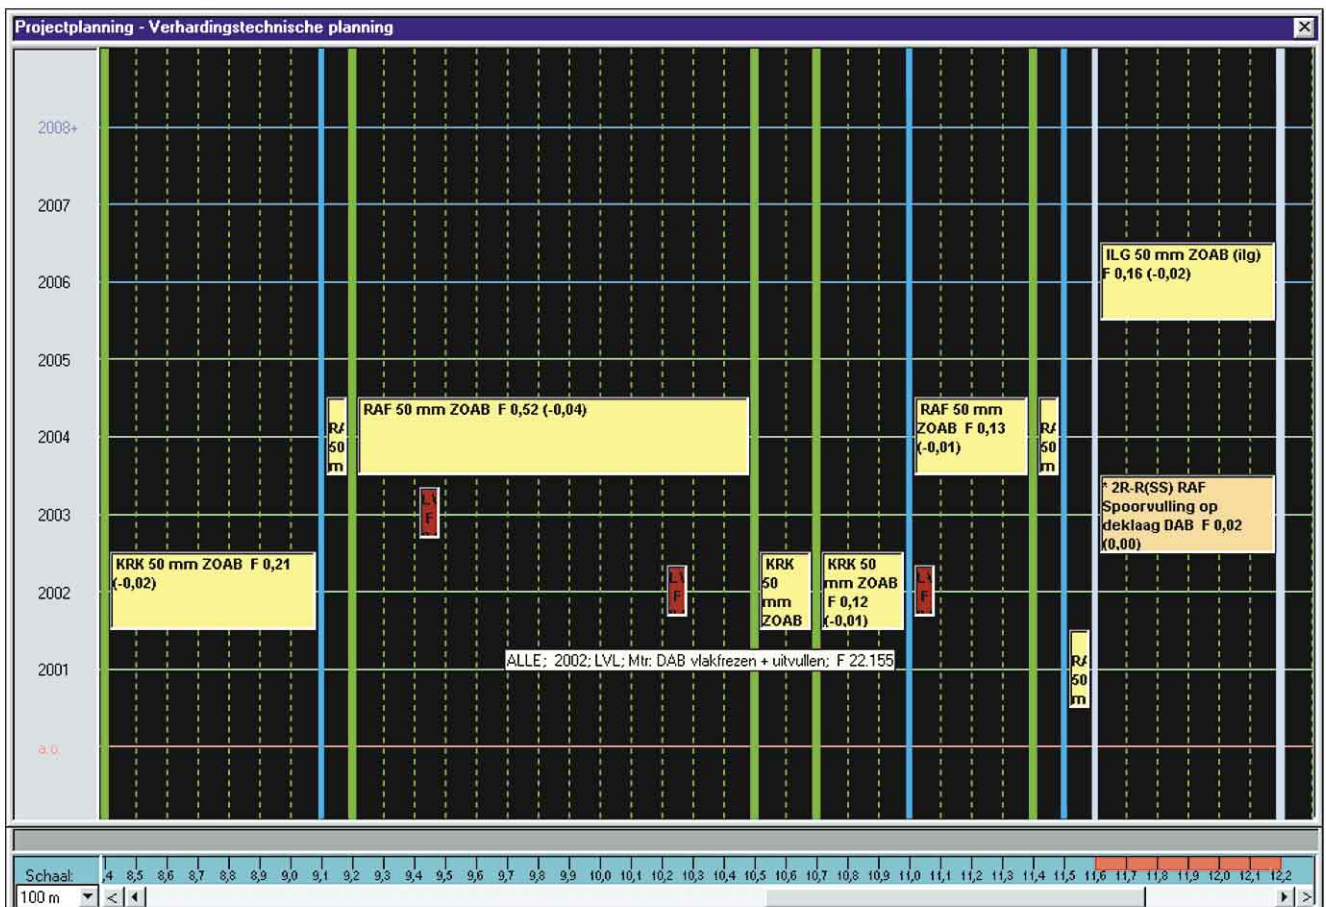 Projectplanning - Verhardingstechnische planning
2008+
2007
ILG 50 mm ZOAB (ilg)
F 0,16 (-0,02)
2006
2005
RAF 50 mm ZOAB F 0,52 (-0,04)
RAF 50 mm
ZOAB F 0,13
(-0,01)
50
m
50
m
2004
* 2R-R(SS) RAF
Spoorvulling op
deklaag DAB F 0,02
(0,00)
F
2003
KRK 50 mm ZOAB F 0,21
(-0,02)
KRK
50
mm
ZOAB
KRK 50
mm ZOAB
F 0,12
(-0,01)
F
F
2002
ALLE; 2002; LVL; Mtr: DAB vlakfrezen + uitvullen; F 22.155
50
m
2001
a.o.
Schaal:
,4 8,5 8,6 8,7 8,8 8,9 9,0 9,1 9,2 9,3 9,4 9,5 9,6 9,7 9,8 9,9 10,0 10,1 10,2 10,3 10,4 10,5 10,6 10,7 10,8 10,9 11,0 11,1 11,2 11,3 11,4 11,5 11,6 11,7 11,8 11,9 12,0 12,1 12,2
100 m